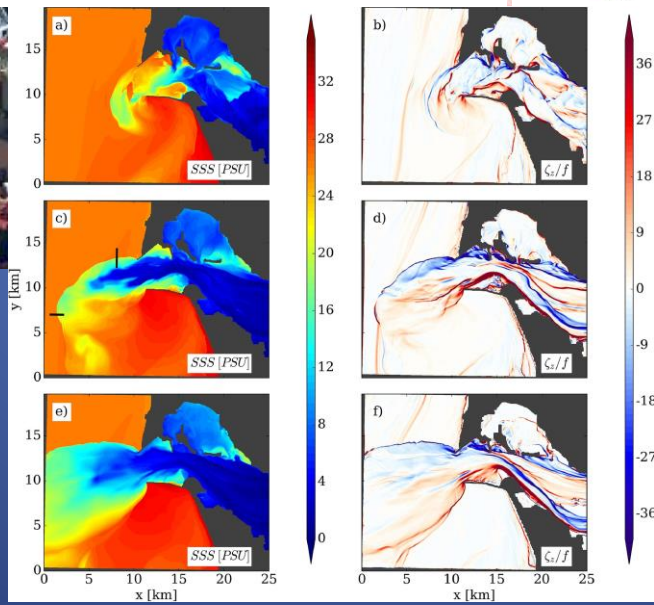 a)
15
10
5
0
SSS [PSU]
32
28
24
20
16
12
8
4
0
b)
ζz/f
36
27
18
9
0
-9
-18
-27
-36
c)
15
10
5
0
y [km]
SSS [PSU]
d)
ζz/f
e)
15
10
5
0
SSS [PSU]
0 5 10 15 20 25
x [km]
f)
ζz/f
0 5 10 15 20 25
x [km]